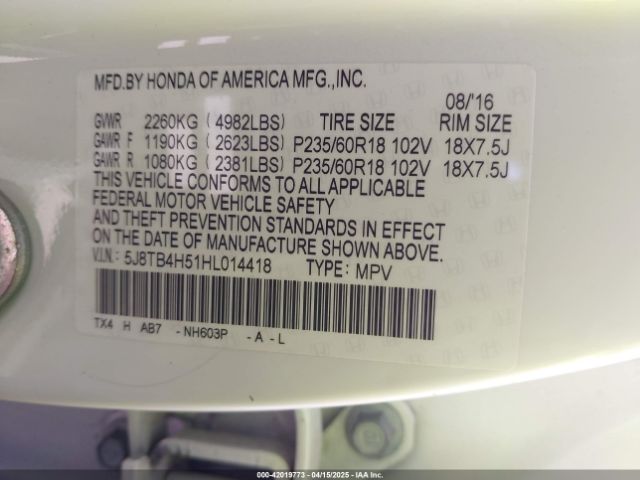 MFD.BY HONDA OF AMERICA MFG.,INC.
08/'16
GVWR 2260KG ( 4982LBS) TIRE SIZE RIM SIZE
GAWR F 1190KG ( 2623LBS) P235/60R18 102V 18X7.5J
GAWR R 1080KG ( 2381LBS) P235/60R18 102V 18X7.5J
THIS VEHICLE CONFORMS TO ALL APPLICABLE
FEDERAL MOTOR VEHICLE SAFETY
AND THEFT PREVENTION STANDARDS IN EFFECT
ON THE DATE OF MANUFACTURE SHOWN ABOVE.
V.I.N.: 5J8TB4H51HL014418 TYPE: MPV
TX4 H AB7 - NH603P - A - L
000-42019773 - 04/15/2025 - IAA Inc.